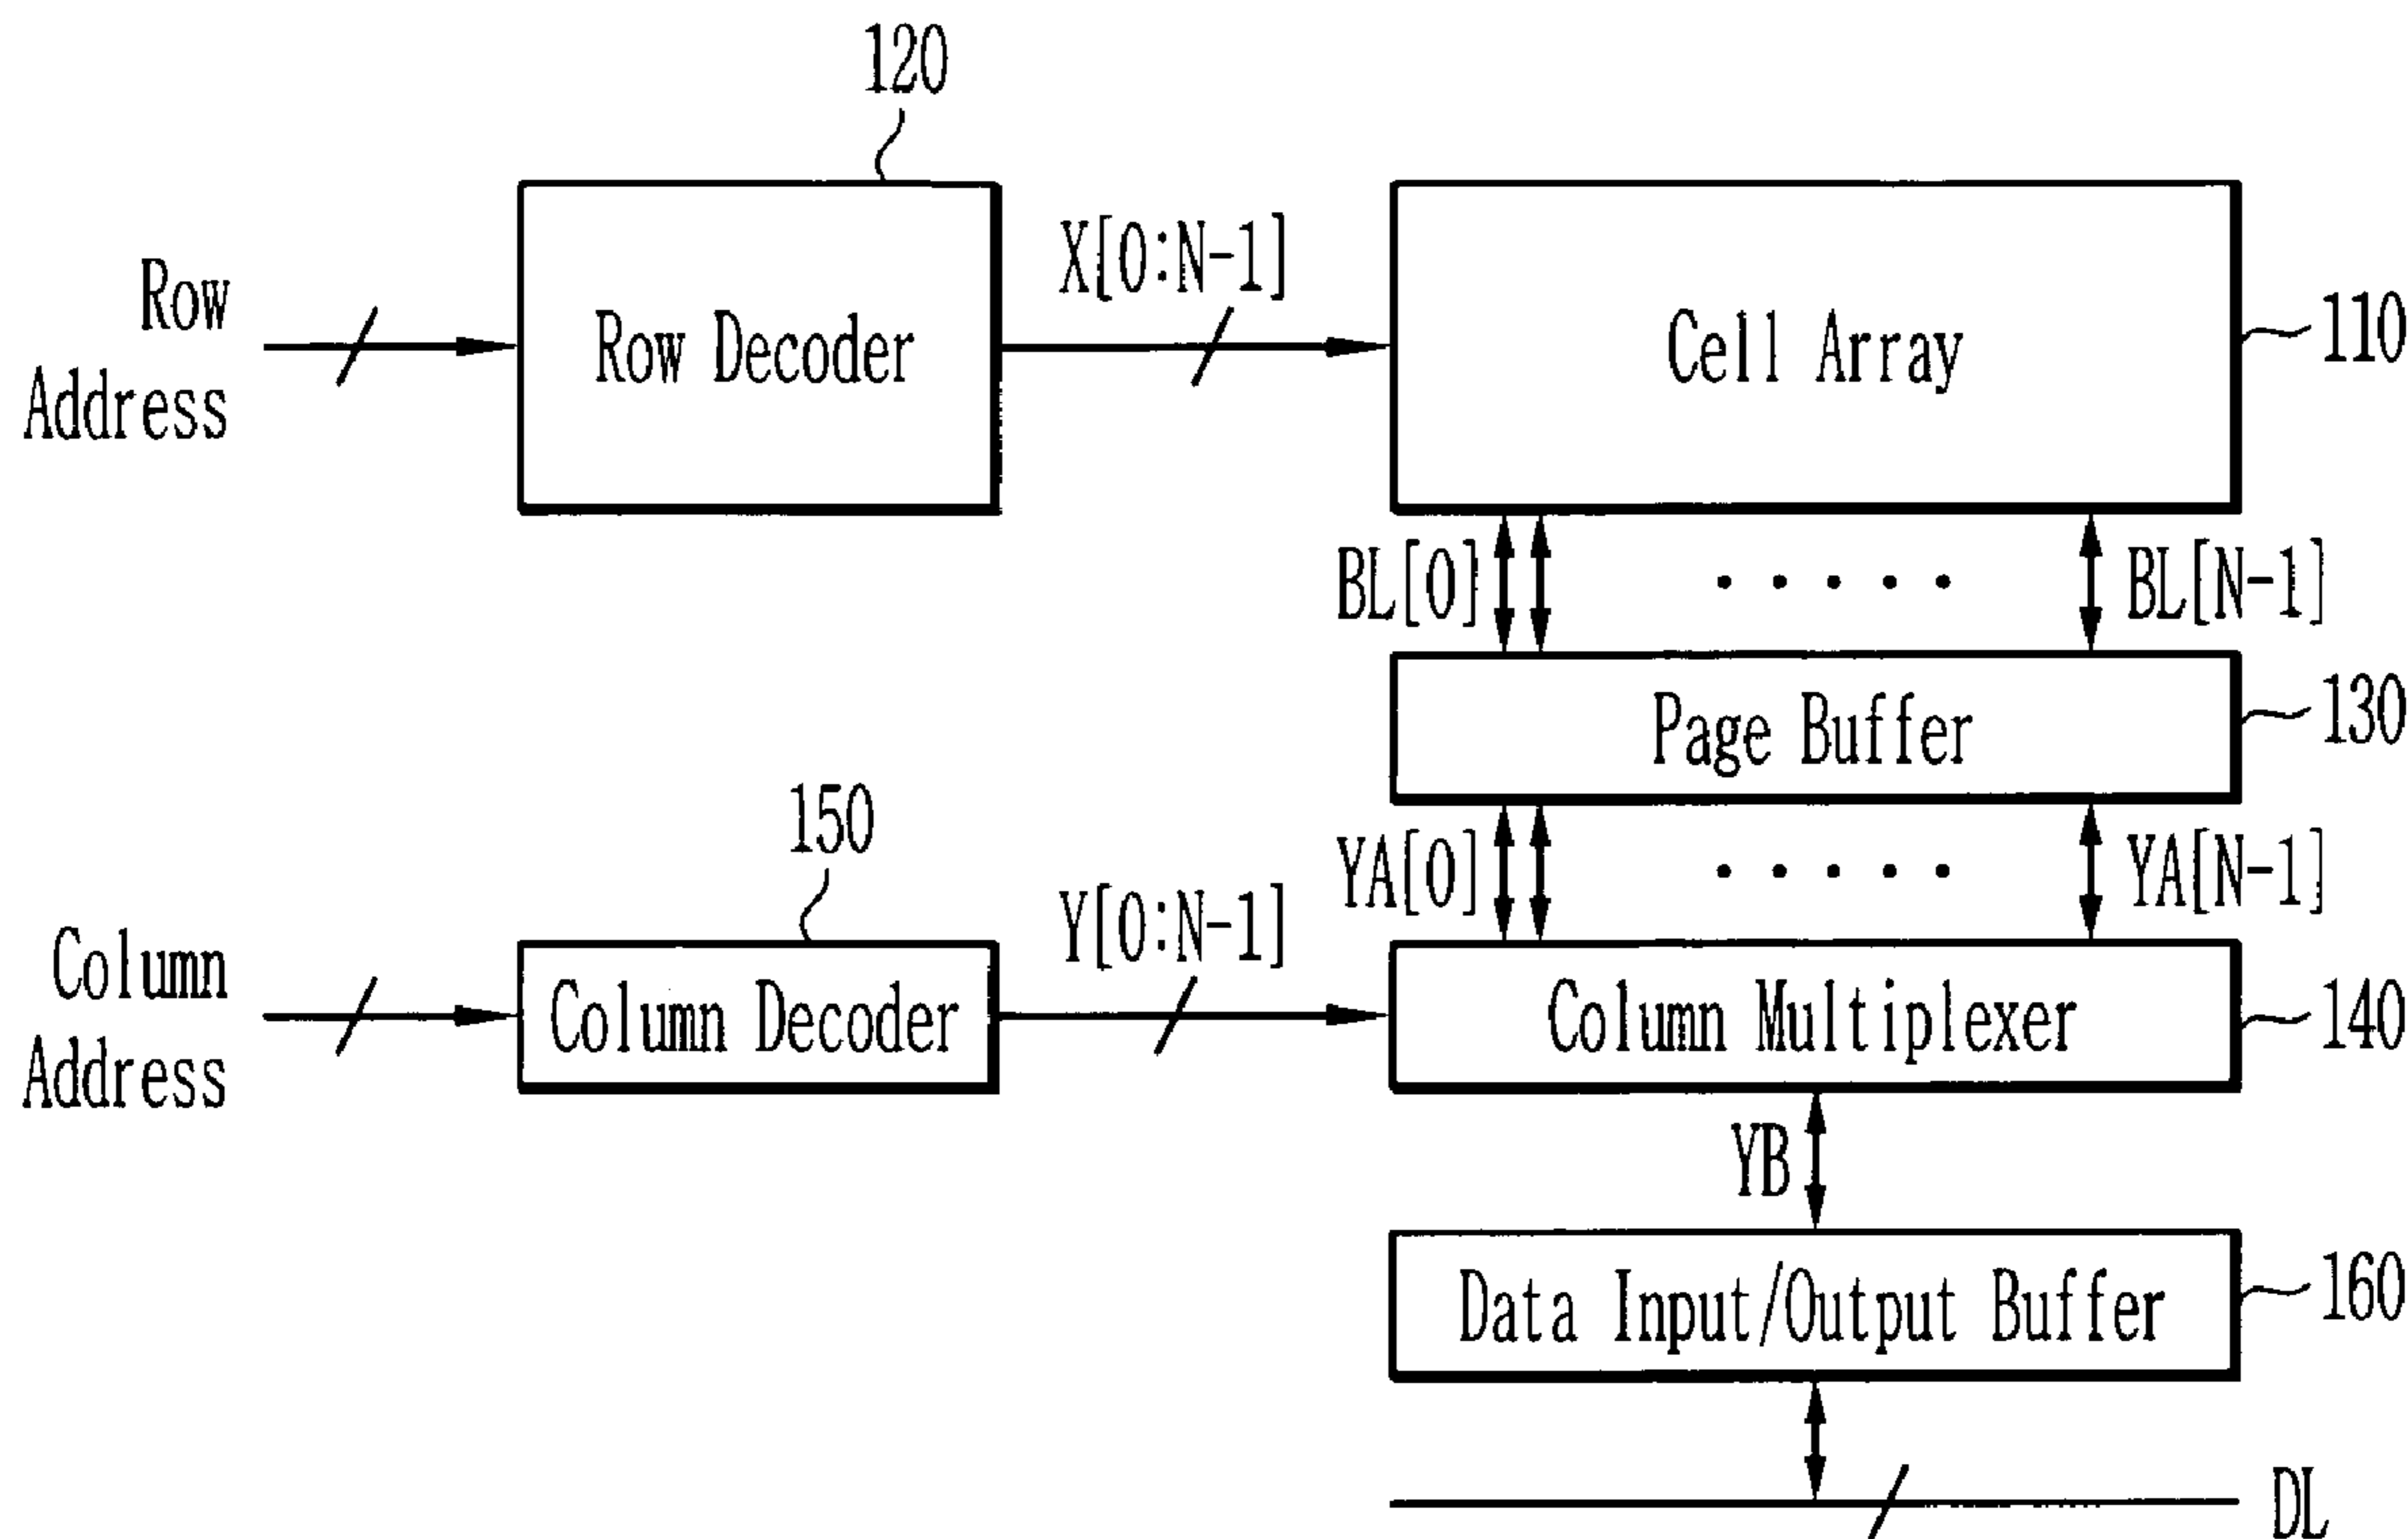 120
Row
Address
Row Decoder
X[0:N-1]
Cell Array
110
BL[0]
BL[N-1]
Page Buffer
130
150
YA[0]
YA[N-1]
Column
Address
Column Decoder
Y[0:N-1]
Column Multiplexer
140
YB
Data Input/Output Buffer
160
DL